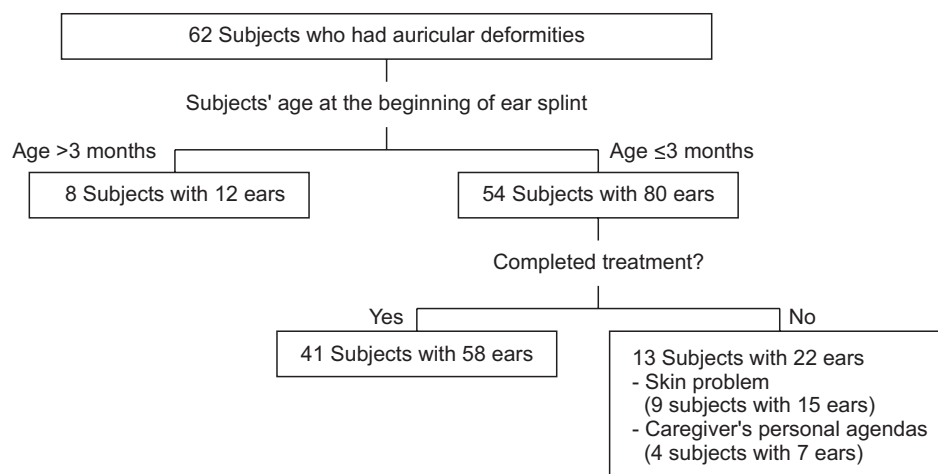 62 Subjects who had auricular deformities
Subjects' age at the beginning of ear splint
Age >3 months
Age ≤3 months
8 Subjects with 12 ears
54 Subjects with 80 ears
Completed treatment?
Yes
No
41 Subjects with 58 ears
13 Subjects with 22 ears
- Skin problem
(9 subjects with 15 ears)
- Caregiver's personal agendas
(4 subjects with 7 ears)